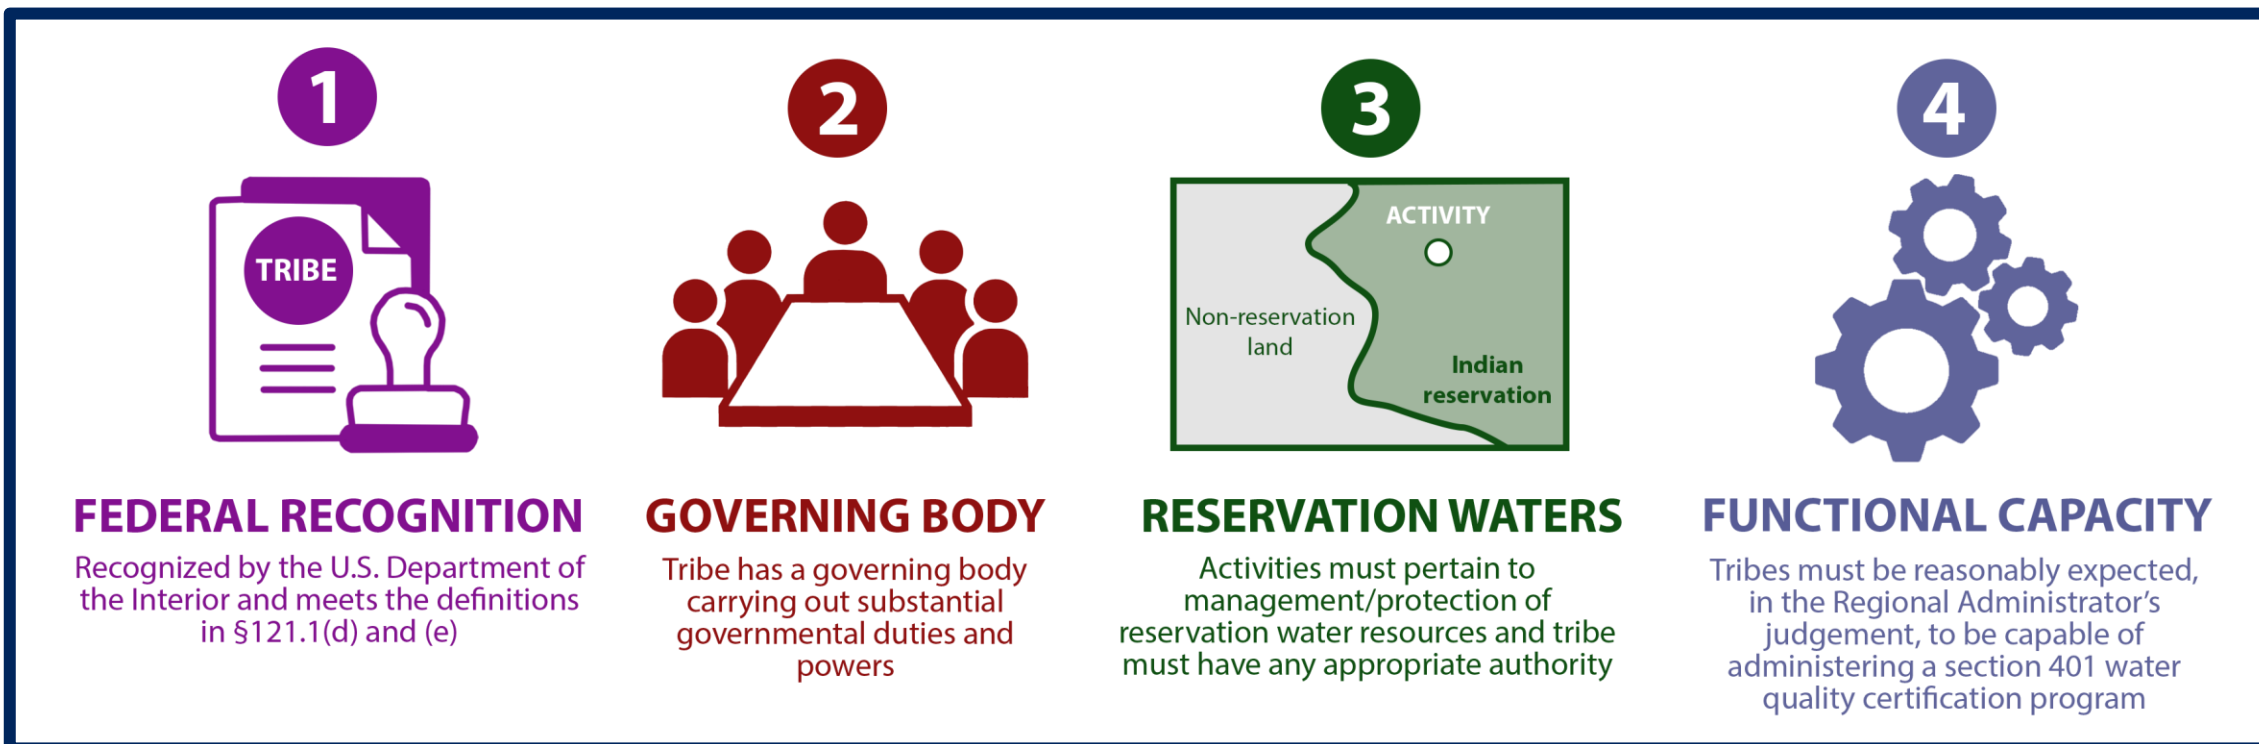 1
TRIBE
FEDERAL RECOGNITION
Recognized by the U.S. Department of
the Interior and meets the definitions
in §121.1(d) and (e)
2
GOVERNING BODY
Tribe has a governing body
carrying out substantial
governmental duties and
powers
3
ACTIVITY
Non-reservation
land
Indian
reservation
RESERVATION WATERS
Activities must pertain to
management/protection of
reservation water resources and tribe
must have any appropriate authority
4
FUNCTIONAL CAPACITY
Tribes must be reasonably expected,
in the Regional Administrator’s
judgement, to be capable of
administering a section 401 water
quality certification program